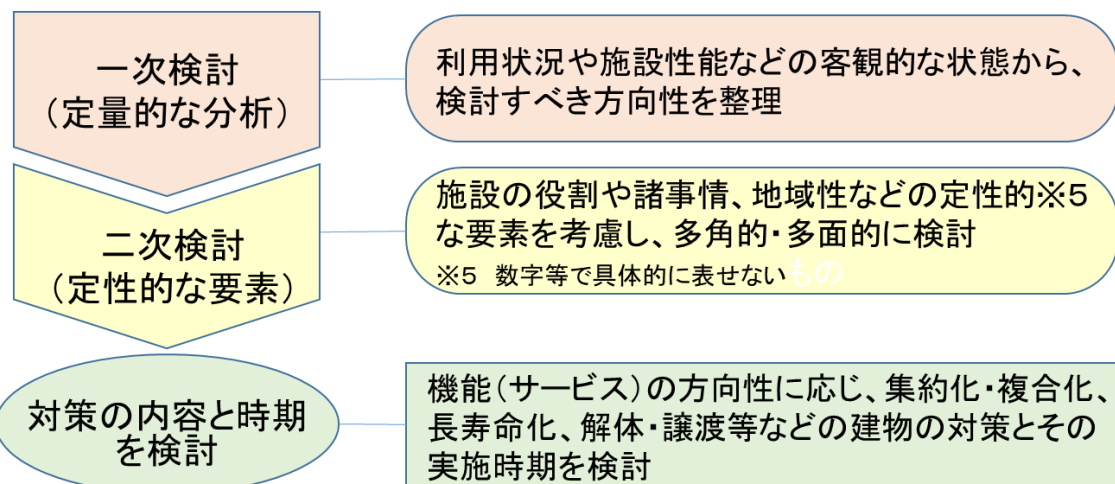 一次検討
（定量的な分析）
利用状況や施設性能などの客観的な状態から、
検討すべき方向性を整理
二次検討
（定性的な要素）
施設の役割や諸事情、地域性などの定性的※5
な要素を考慮し、多角的・多面的に検討
※5　数字等で具体的に表せないもの
対策の内容と時期
を検討
機能（サービス）の方向性に応じ、集約化・複合化、
長寿命化、解体・譲渡等などの建物の対策とその
実施時期を検討